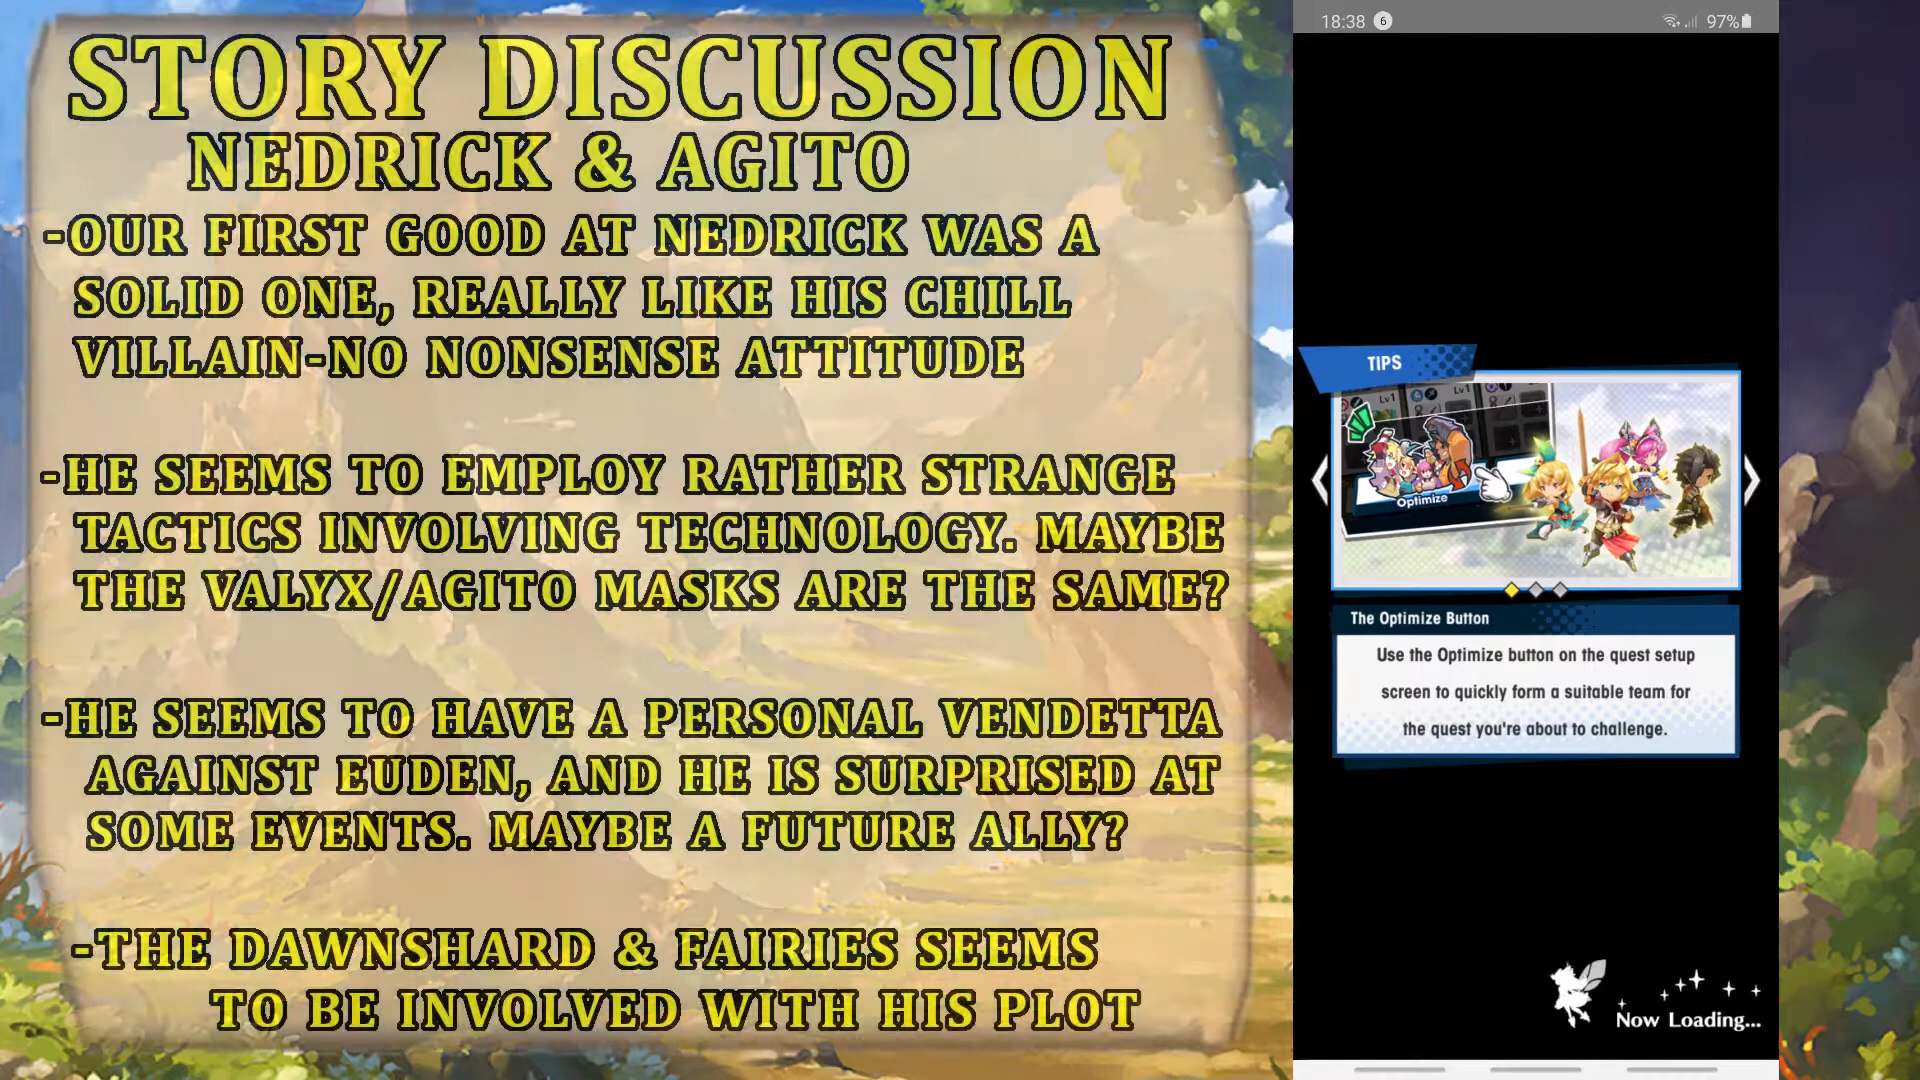 STORY DISCUSSION
NEDRICK & AGITO
-OUR FIRST GOOD AT NEDRICK WAS A
SOLID ONE, REALLY LIKE HIS CHILL
VILLAIN-NO NONSENSE ATTITUDE
-HE SEEMS TO EMPLOY RATHER STRANGE
TACTICS INVOLVING TECHNOLOGY. MAYBE
THE VALYX/AGITO MASKS ARE THE SAME?
-HE SEEMS TO HAVE A PERSONAL VENDETTA
AGAINST EUDEN, AND HE IS SURPRISED AT
SOME EVENTS. MAYBE A FUTURE ALLY?
-THE DAWNSHARD & FAIRIES SEEMS
TO BE INVOLVED WITH HIS PLOT
18:38 6 97%
TIPS
Lv1 Lv1
Optimize
The Optimize Button
Use the Optimize button on the quest setup
screen to quickly form a suitable team for
the quest you're about to challenge.
Now Loading...